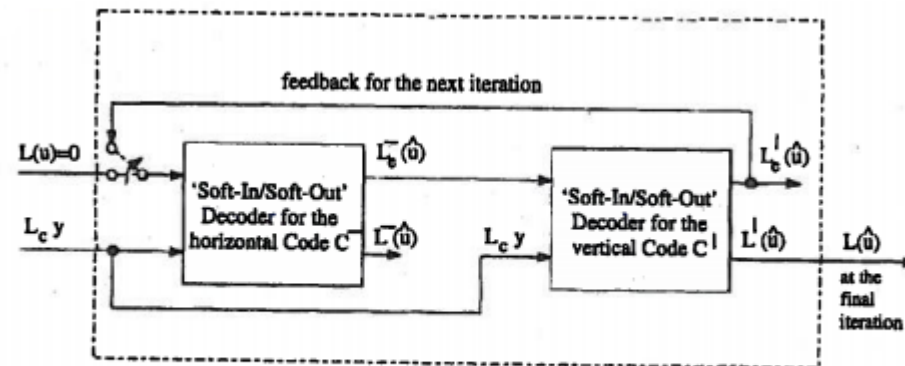 feedback for the next iteration
L(u)=0
L_e^−(û)
L_e^|(û)
'Soft-In/Soft-Out'
Decoder for the
horizontal Code C^−
'Soft-In/Soft-Out'
Decoder for the
vertical Code C^|
L_c y
L^−(û)
L_c y
L^|(û)
L(û)
at the
final
iteration